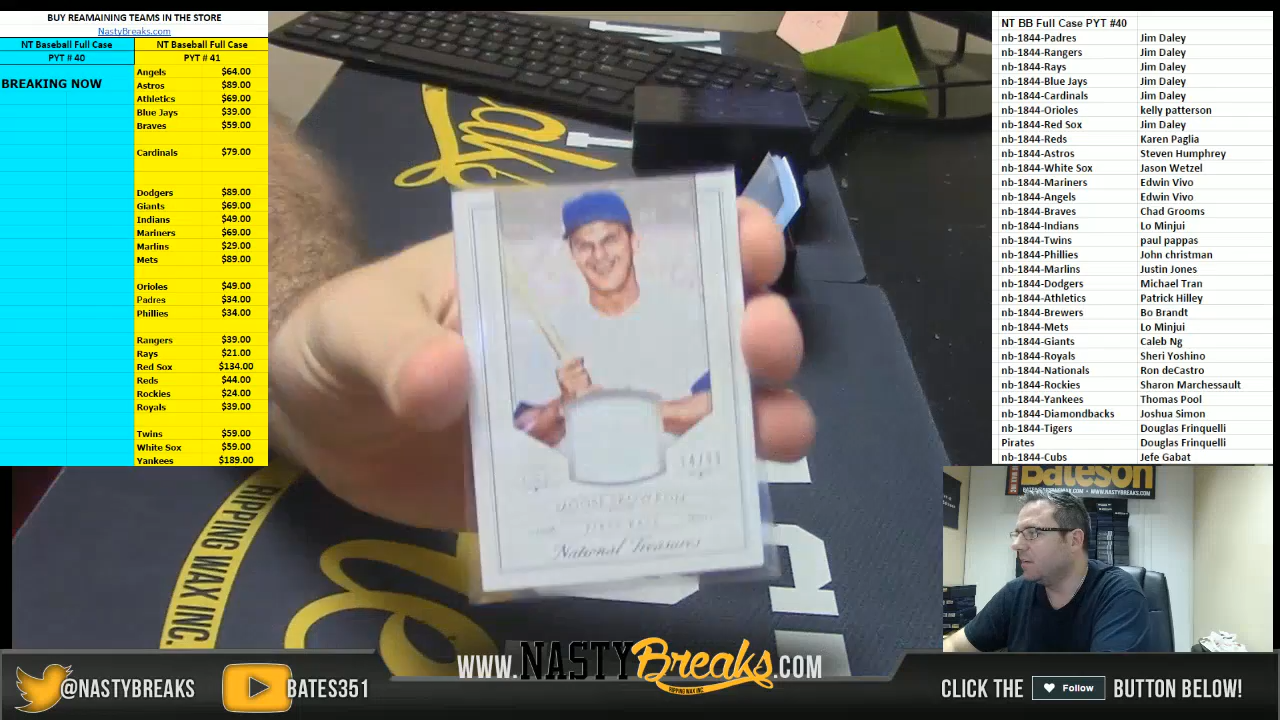 BUY REAMAINING TEAMS IN THE STORE
NastyBreaks.com
NT Baseball Full Case NT Baseball Full Case
PYT # 40 PYT # 41
BREAKING NOW
Angels $64.00
Astros $89.00
Athletics $69.00
Blue Jays $39.00
Braves $59.00
Cardinals $79.00
Dodgers $89.00
Giants $69.00
Indians $49.00
Mariners $69.00
Marlins $29.00
Mets $89.00
Orioles $49.00
Padres $34.00
Phillies $34.00
Rangers $39.00
Rays $21.00
Red Sox $134.00
Reds $44.00
Rockies $24.00
Royals $39.00
Twins $59.00
White Sox $59.00
Yankees $189.00
NT BB Full Case PYT #40
nb-1844-Padres Jim Daley
nb-1844-Rangers Jim Daley
nb-1844-Rays Jim Daley
nb-1844-Blue Jays Jim Daley
nb-1844-Cardinals Jim Daley
nb-1844-Orioles kelly patterson
nb-1844-Red Sox Jim Daley
nb-1844-Reds Karen Paglia
nb-1844-Astros Steven Humphrey
nb-1844-White Sox Jason Wetzel
nb-1844-Mariners Edwin Vivo
nb-1844-Angels Edwin Vivo
nb-1844-Braves Chad Grooms
nb-1844-Indians Lo Minjui
nb-1844-Twins paul pappas
nb-1844-Phillies John christman
nb-1844-Marlins Justin Jones
nb-1844-Dodgers Michael Tran
nb-1844-Athletics Patrick Hilley
nb-1844-Brewers Bo Brandt
nb-1844-Mets Lo Minjui
nb-1844-Giants Caleb Ng
nb-1844-Royals Sheri Yoshino
nb-1844-Nationals Ron deCastro
nb-1844-Rockies Sharon Marchessault
nb-1844-Yankees Thomas Pool
nb-1844-Diamondbacks Joshua Simon
nb-1844-Tigers Douglas Frinquelli
Pirates Douglas Frinquelli
nb-1844-Cubs Jefe Gabat
National Treasures
RIPPING WAX INC.
Bateson
@NASTYBREAKS
BATES351
WWW.NASTYBreaks.COM
RIPPING WAX INC.
CLICK THE Follow BUTTON BELOW!